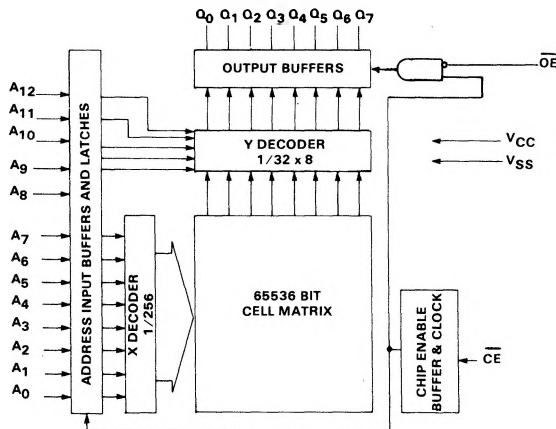 Q0 Q1 Q2 Q3 Q4 Q5 Q6 Q7
OUTPUT BUFFERS
OE
Y DECODER
1/32 x 8
VCC
VSS
A12
A11
A10
A9
A8
A7
A6
A5
A4
A3
A2
A1
A0
ADDRESS INPUT BUFFERS AND LATCHES
X DECODER
1/256
65536 BIT
CELL MATRIX
CHIP ENABLE
BUFFER & CLOCK
CE